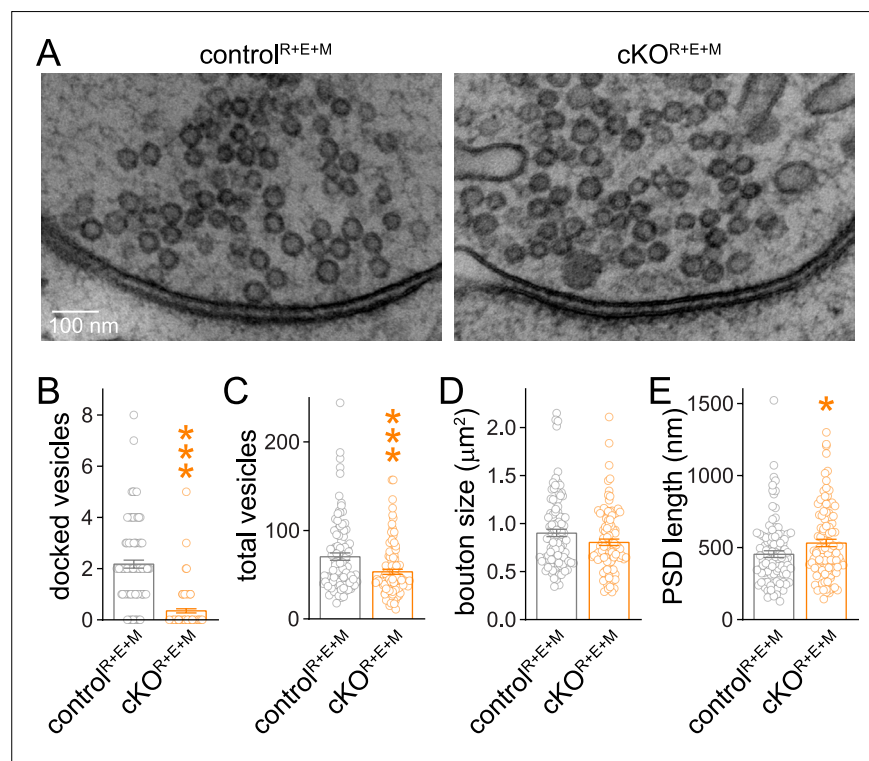 A
control^R+E+M
cKO^R+E+M
100 nm
B
docked vesicles
8
6
4
2
0
***
control^R+E+M
cKO^R+E+M
C
total vesicles
200
100
0
***
control^R+E+M
cKO^R+E+M
D
bouton size (μm²)
2.0
1.5
1.0
0.5
0.0
control^R+E+M
cKO^R+E+M
E
PSD length (nm)
1500
1000
500
0
*
control^R+E+M
cKO^R+E+M